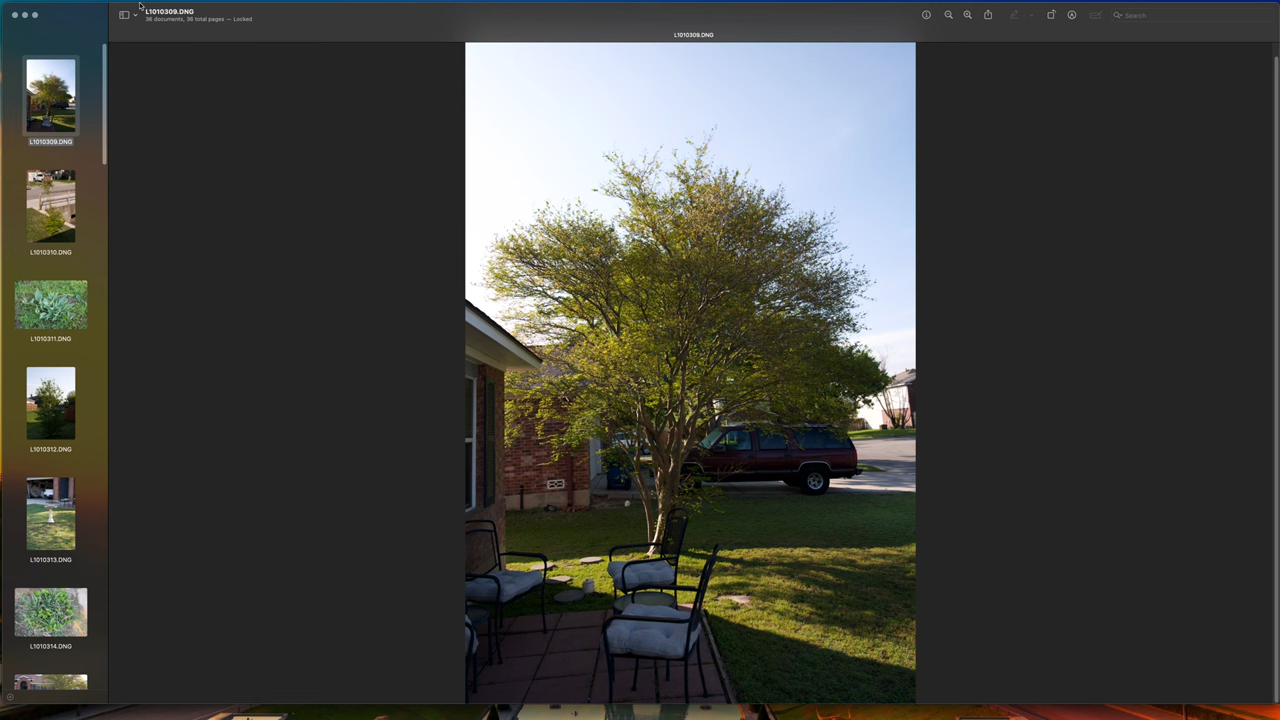 L1010309.DNG
36 documents, 36 total pages — Locked
Search
L1010309.DNG
L1010309.DNG
L1010310.DNG
L1010311.DNG
L1010312.DNG
L1010313.DNG
L1010314.DNG